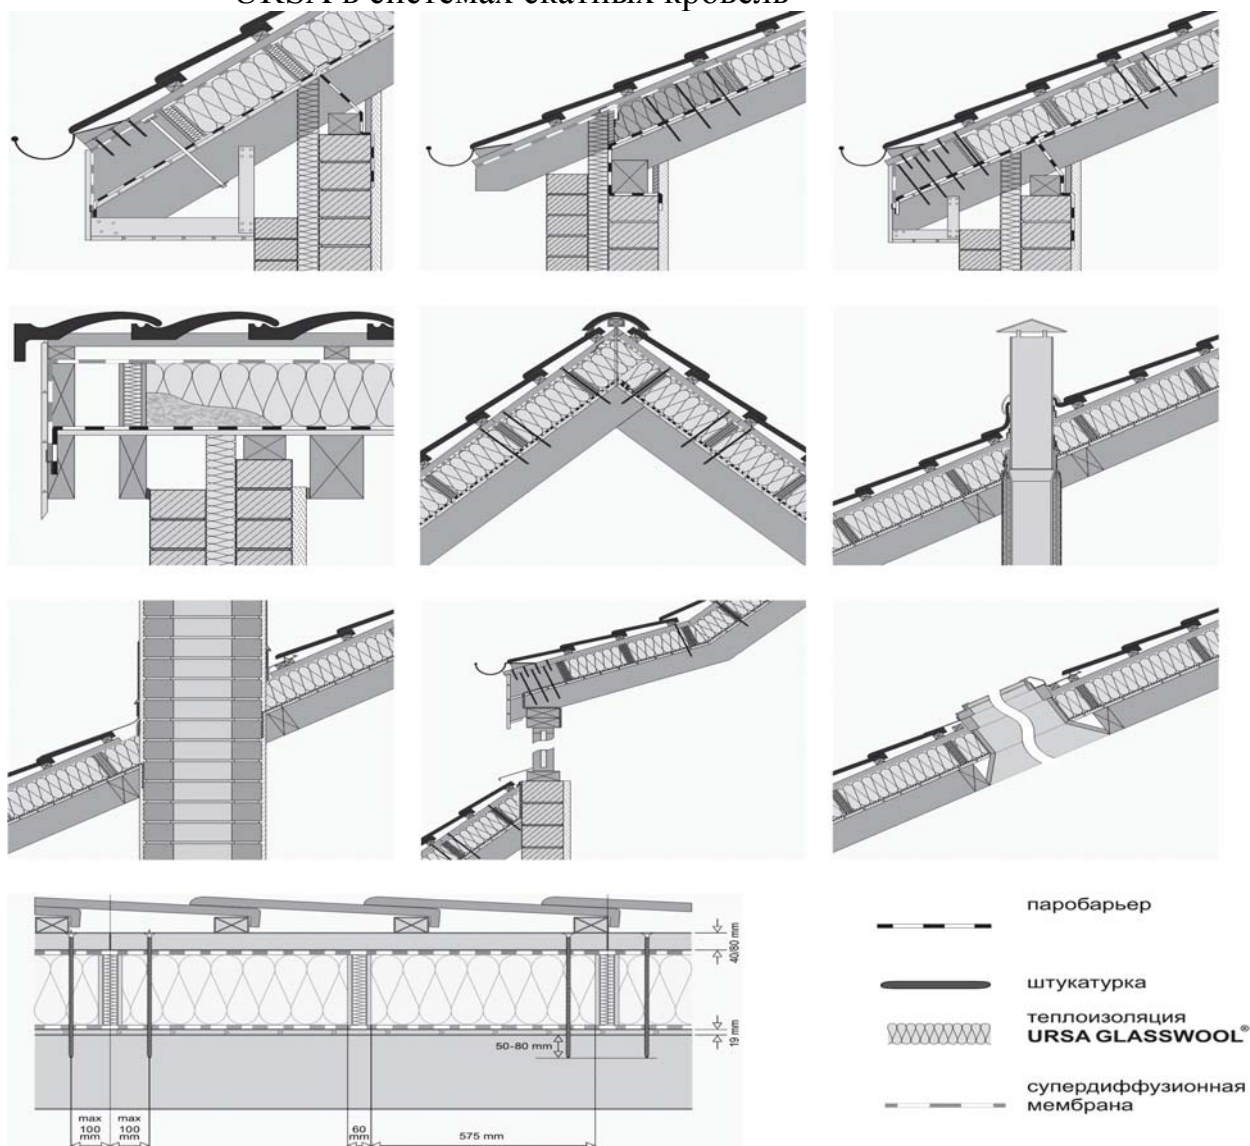 URSA в системах скатных кровель
паробарьер
штукатурка
теплоизоляция
URSA GLASSWOOL®
супердиффузионная
мембрана
40/80 mm
19 mm
50-80 mm
max
100
mm
max
100
mm
60
mm
575 mm